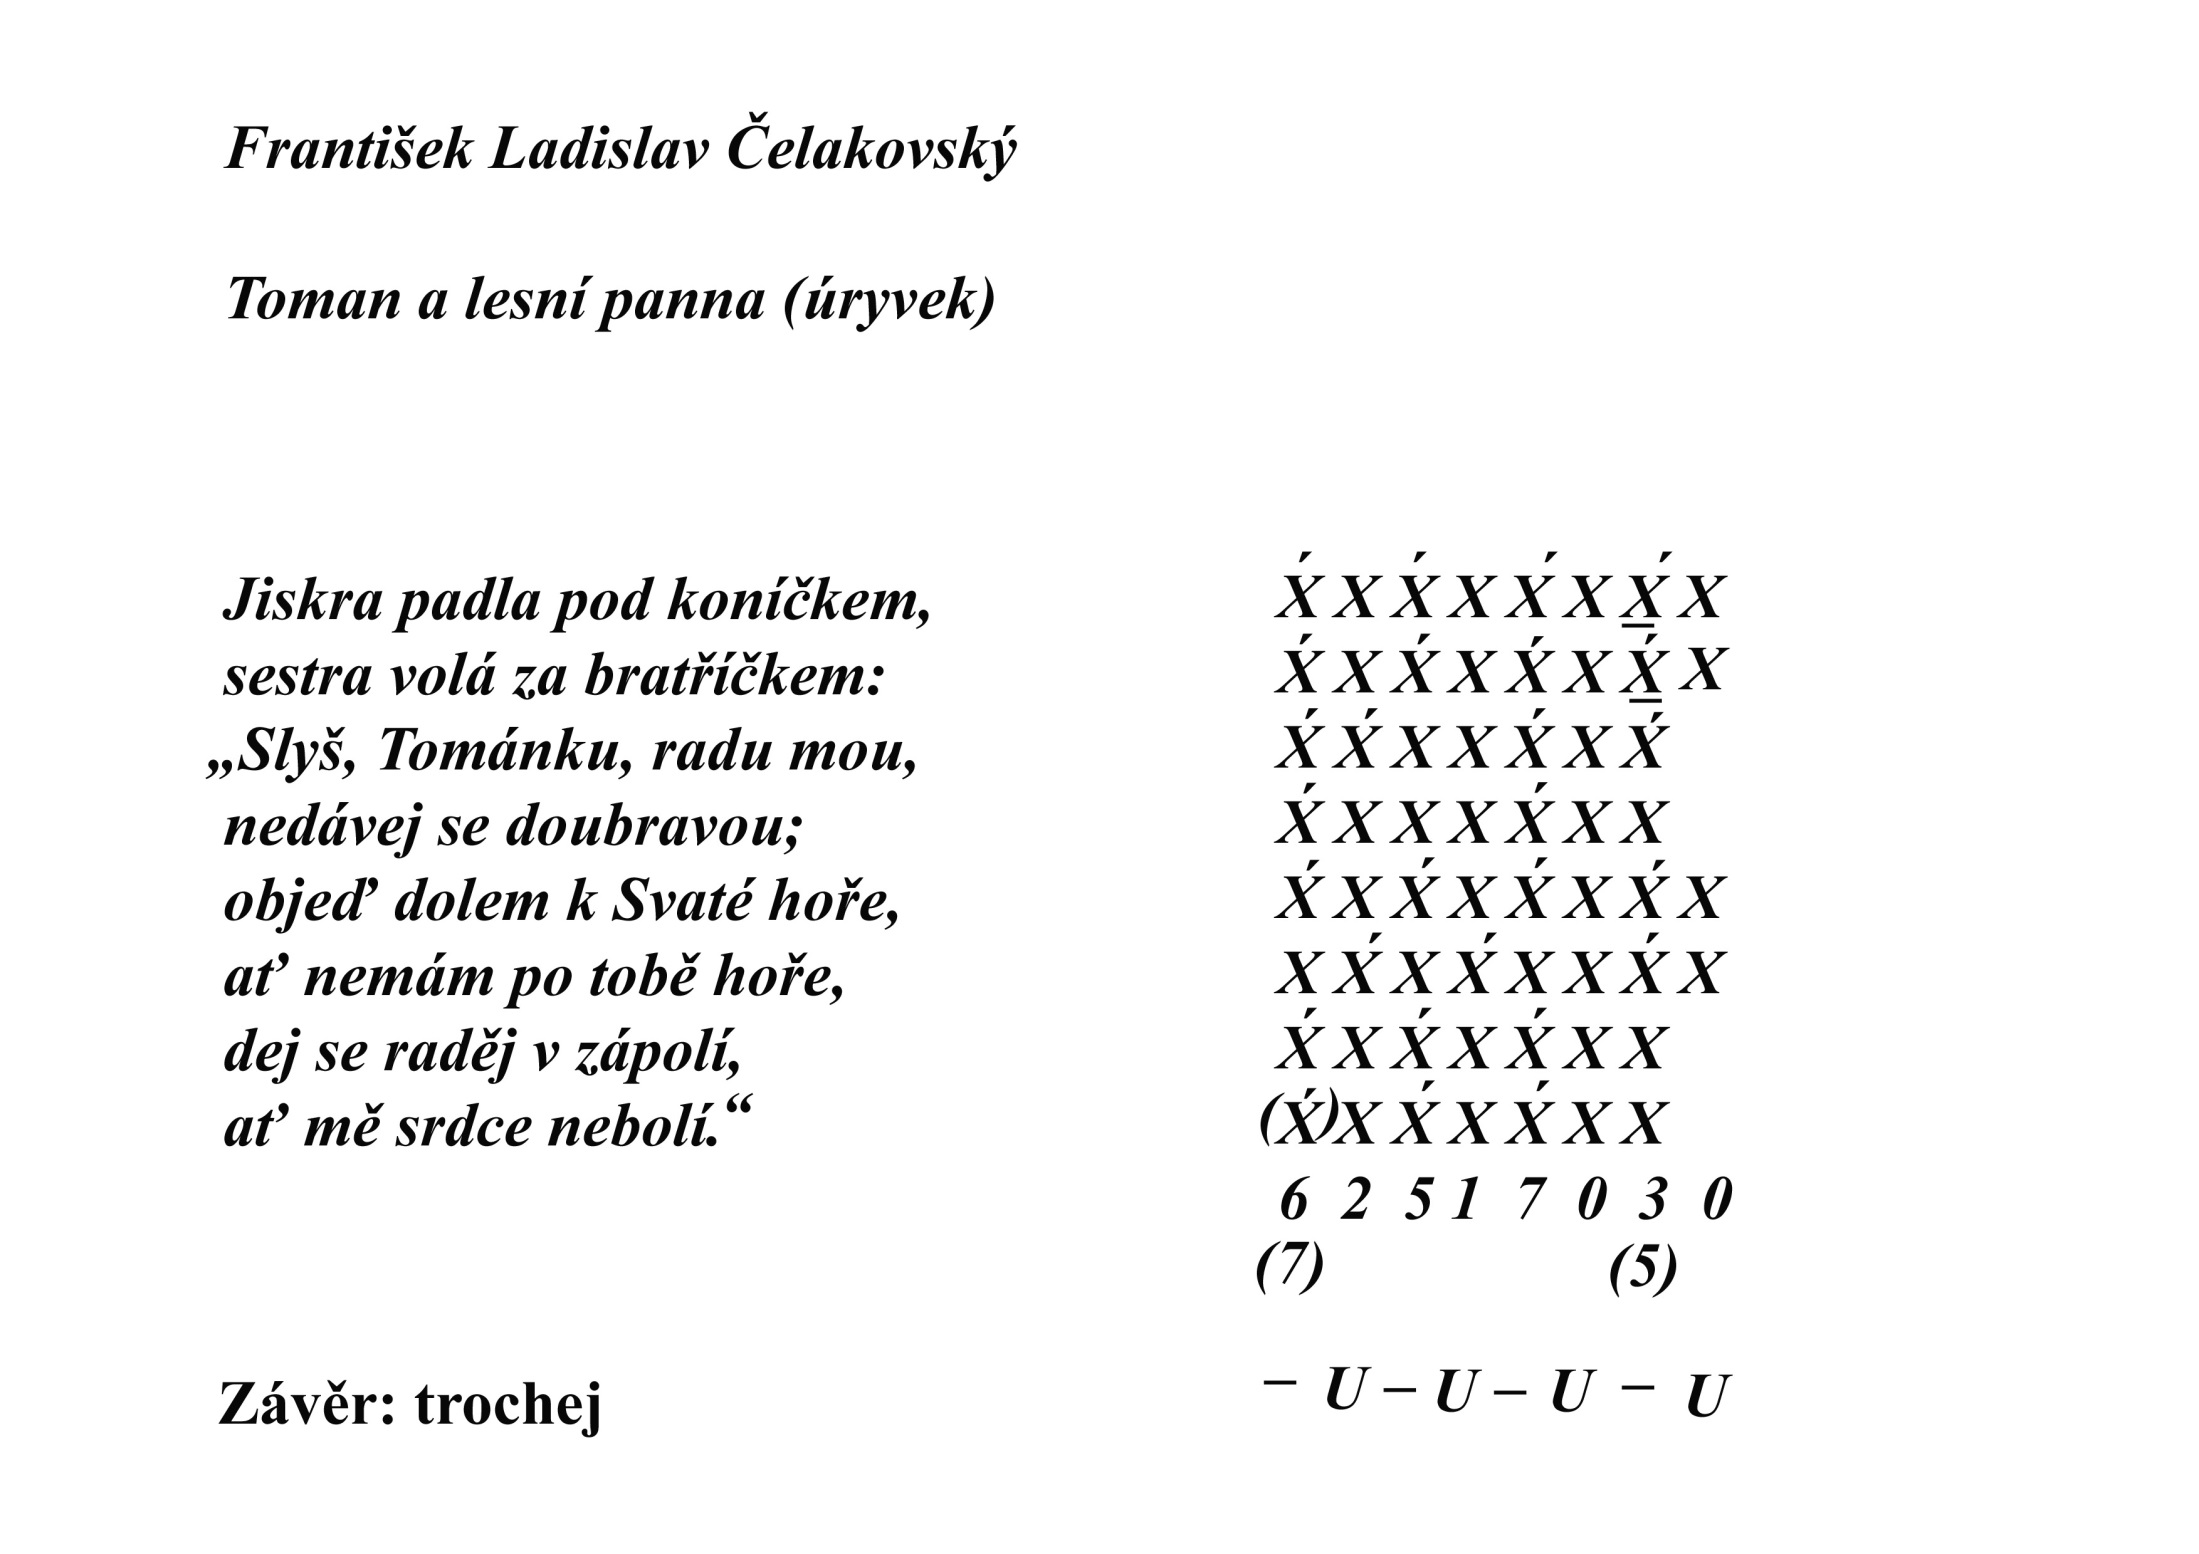 František Ladislav Čelakovský
Toman a lesní panna (úryvek)
Jiskra padla pod koníčkem, X́ X X́ X X́ X X̲́ X
sestra volá za bratříčkem: X́ X X́ X X́ X X̲́ X
„Slyš, Tománku, radu mou, X́ X́ X X X́ X X́
nedávej se doubravou; X́ X X X X́ X X
objeď dolem k Svaté hoře, X́ X X́ X X́ X X́ X
ať nemám po tobě hoře, X X́ X X́ X X X́ X
dej se raděj v zápolí, X́ X X́ X X́ X X
ať mě srdce nebolí.“ (X́)X X́ X X́ X X
6 2 5 1 7 0 3 0
(7) (5)
Závěr: trochej – U – U – U – U